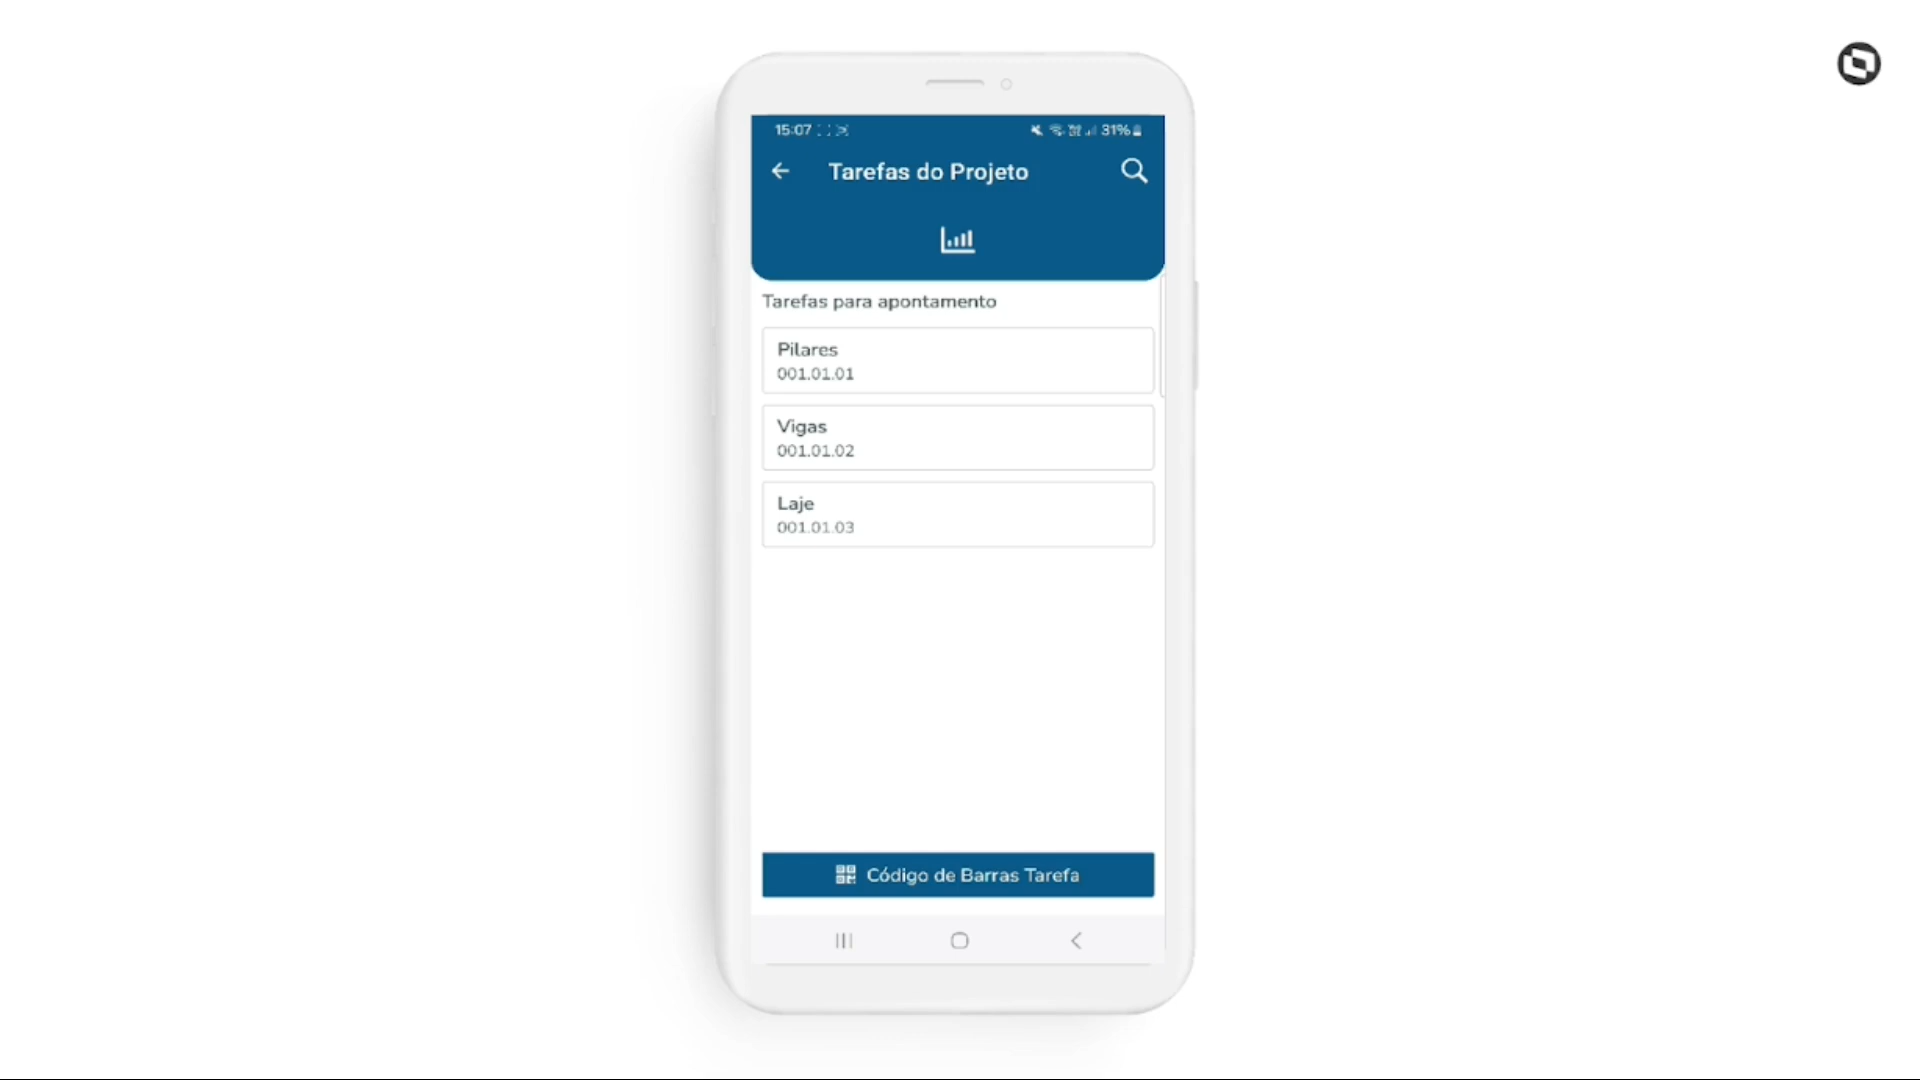 15:07
31%
Tarefas do Projeto
Tarefas para apontamento
Pilares
001.01.01
Vigas
001.01.02
Laje
001.01.03
Código de Barras Tarefa